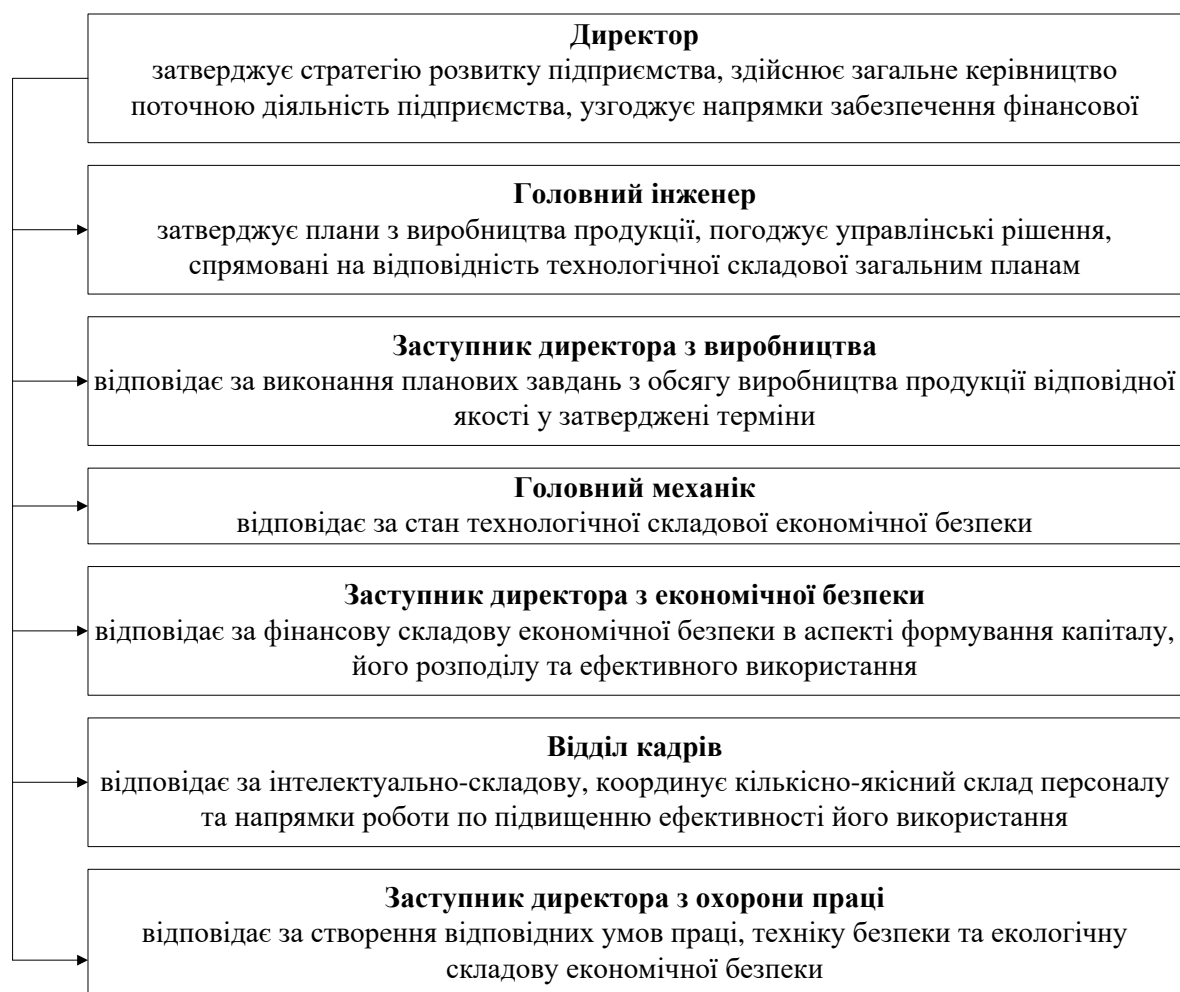 Директор
затверджує стратегію розвитку підприємства, здійснює загальне керівництво
поточною діяльність підприємства, узгоджує напрямки забезпечення фінансової
Головний інженер
затверджує плани з виробництва продукції, погоджує управлінські рішення,
спрямовані на відповідність технологічної складової загальним планам
Заступник директора з виробництва
відповідає за виконання планових завдань з обсягу виробництва продукції відповідної
якості у затверджені терміни
Головний механік
відповідає за стан технологічної складової економічної безпеки
Заступник директора з економічної безпеки
відповідає за фінансову складову економічної безпеки в аспекті формування капіталу,
його розподілу та ефективного використання
Відділ кадрів
відповідає за інтелектуально-складову, координує кількісно-якісний склад персоналу
та напрямки роботи по підвищенню ефективності його використання
Заступник директора з охорони праці
відповідає за створення відповідних умов праці, техніку безпеки та екологічну
складову економічної безпеки